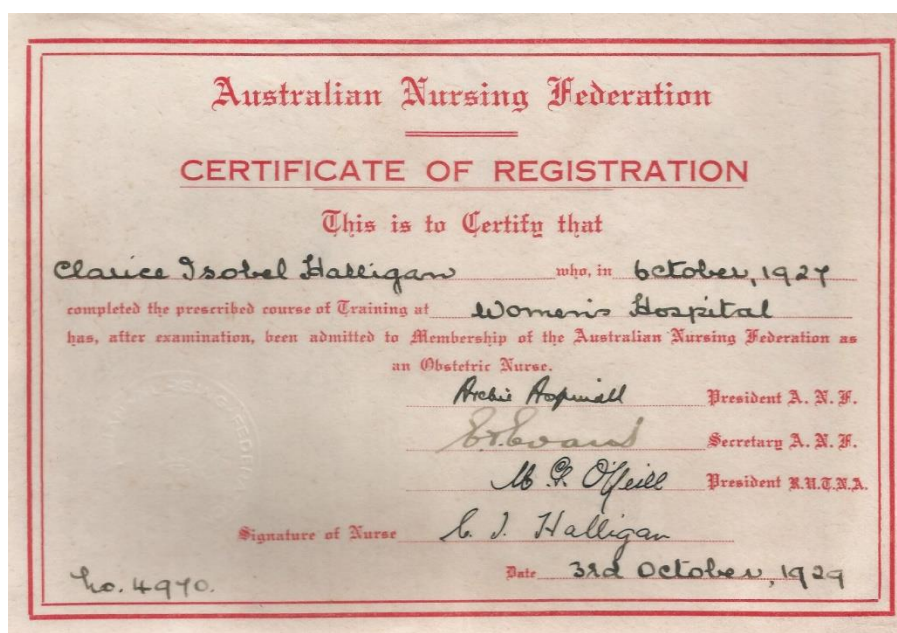 Australian Nursing Federation
CERTIFICATE OF REGISTRATION
This is to Certify that
Clarice Isobel Halligan who, in October, 1927
completed the prescribed course of Training at Women's Hospital
has, after examination, been admitted to Membership of the Australian Nursing Federation as
an Obstetric Nurse.
Archie Aspinall President A. N. F.
E. Evans Secretary A. N. F.
M. O'Neill President R.U.T.N.A.
Signature of Nurse C. I. Halligan
Date 3rd October, 1929
No. 4970.